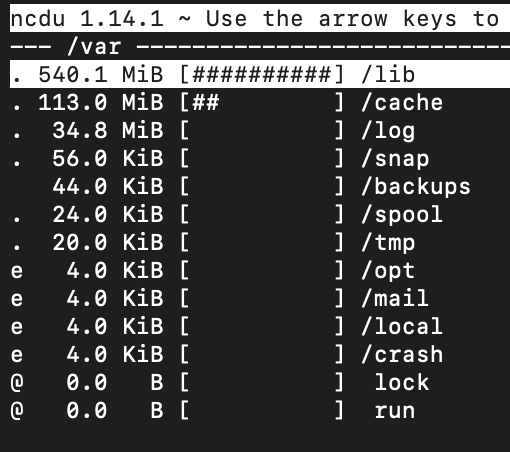 ncdu 1.14.1 ~ Use the arrow keys to
--- /var ---------------------------
. 540.1 MiB [##########] /lib
. 113.0 MiB [##        ] /cache
.  34.8 MiB [          ] /log
.  56.0 KiB [          ] /snap
   44.0 KiB [          ] /backups
.  24.0 KiB [          ] /spool
.  20.0 KiB [          ] /tmp
e   4.0 KiB [          ] /opt
e   4.0 KiB [          ] /mail
e   4.0 KiB [          ] /local
e   4.0 KiB [          ] /crash
@   0.0   B [          ]  lock
@   0.0   B [          ]  run